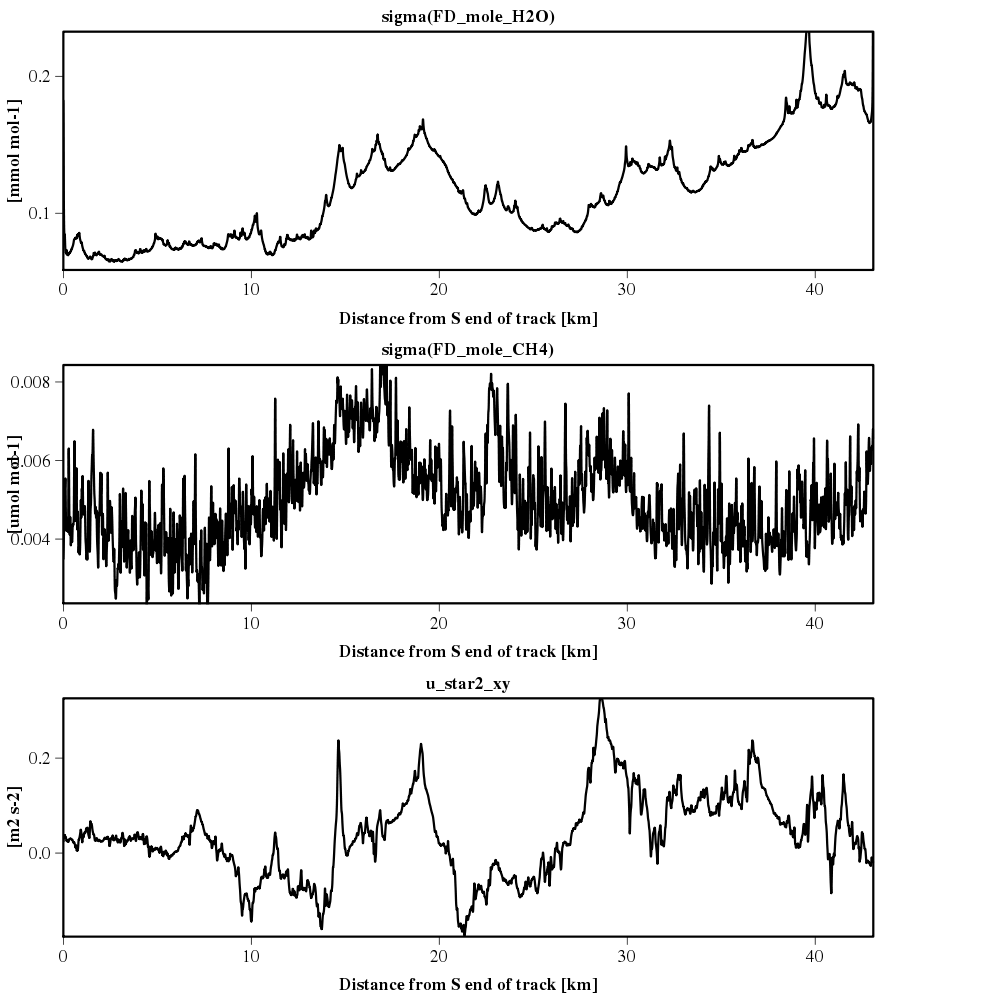 sigma(FD_mole_H2O)
[mmol mol-1]
0.2
0.1
0 10 20 30 40
Distance from S end of track [km]
sigma(FD_mole_CH4)
[umol mol-1]
0.008
0.006
0.004
0 10 20 30 40
Distance from S end of track [km]
u_star2_xy
[m2 s-2]
0.2
0.0
0 10 20 30 40
Distance from S end of track [km]